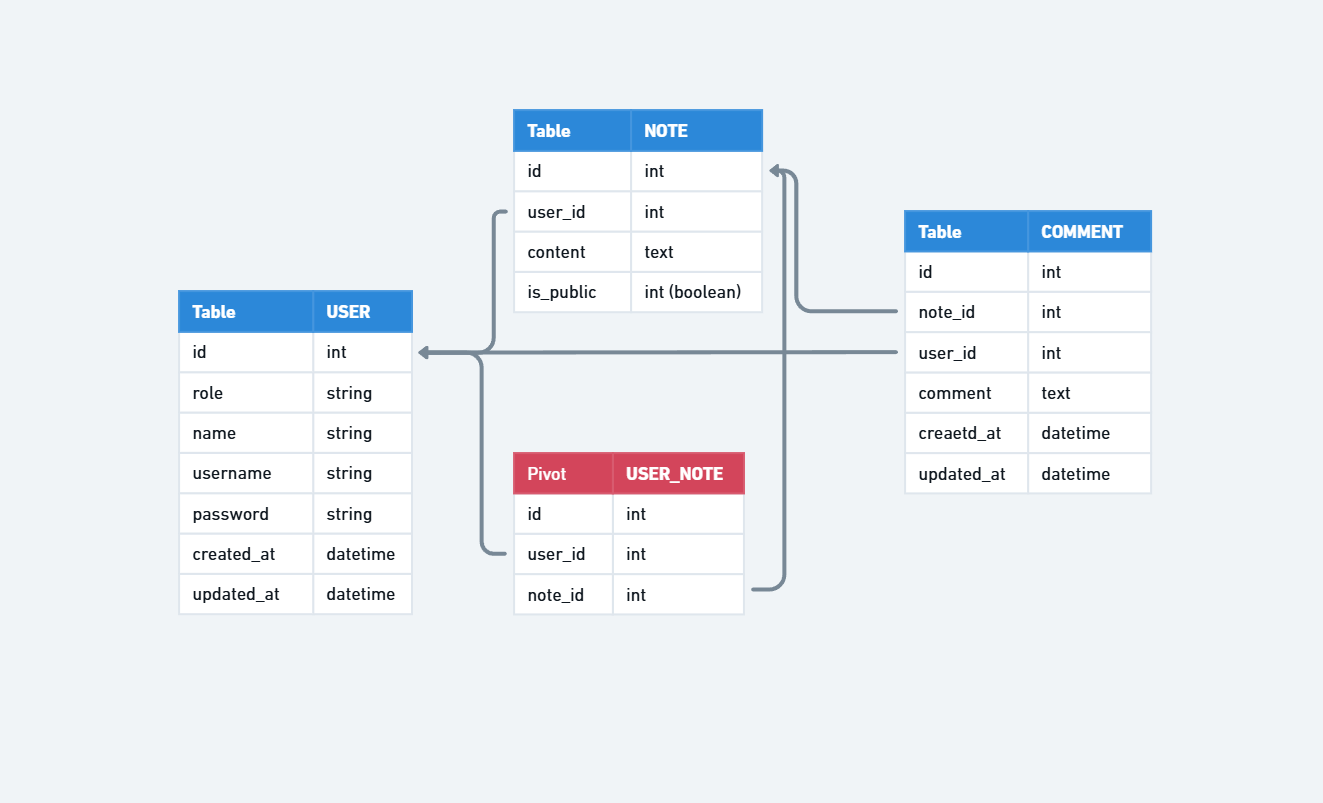 Table NOTE
id int
user_id int
content text
is_public int (boolean)
Table COMMENT
id int
note_id int
user_id int
comment text
creaetd_at datetime
updated_at datetime
Table USER
id int
role string
name string
username string
password string
created_at datetime
updated_at datetime
Pivot USER_NOTE
id int
user_id int
note_id int